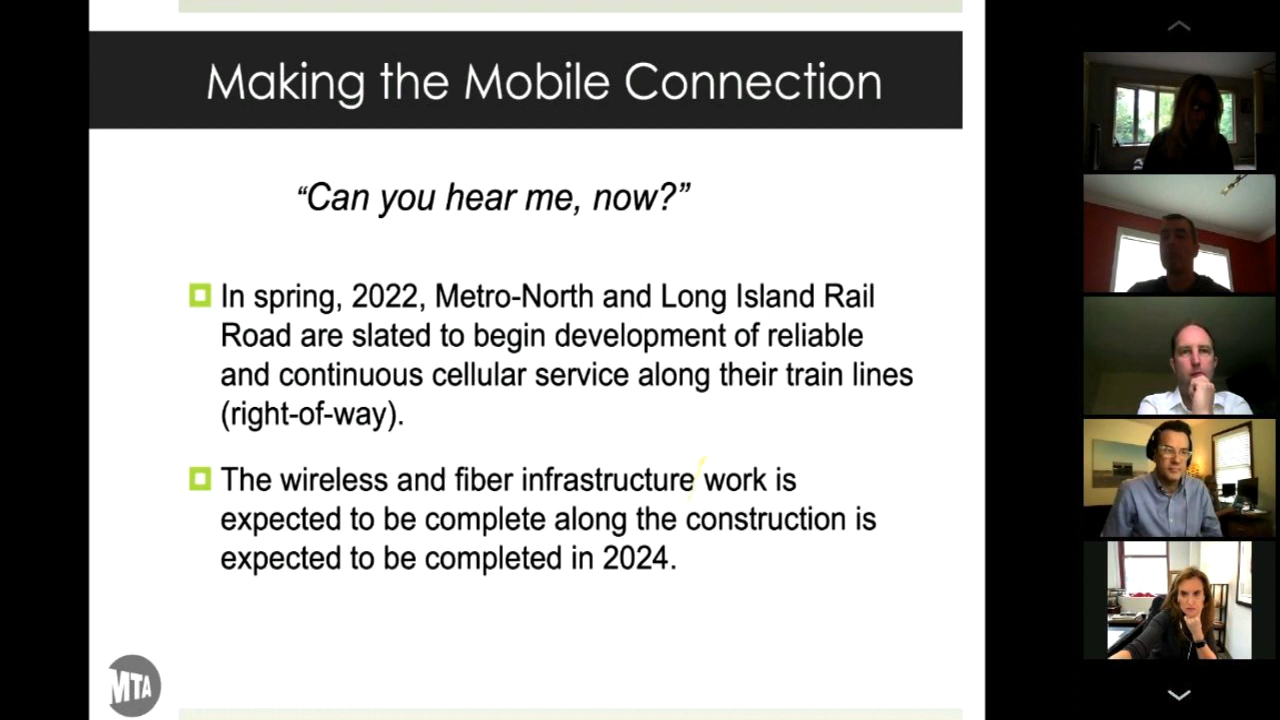 Making the Mobile Connection
“Can you hear me, now?”
In spring, 2022, Metro-North and Long Island Rail
Road are slated to begin development of reliable
and continuous cellular service along their train lines
(right-of-way).
The wireless and fiber infrastructure work is
expected to be complete along the construction is
expected to be completed in 2024.
MTA